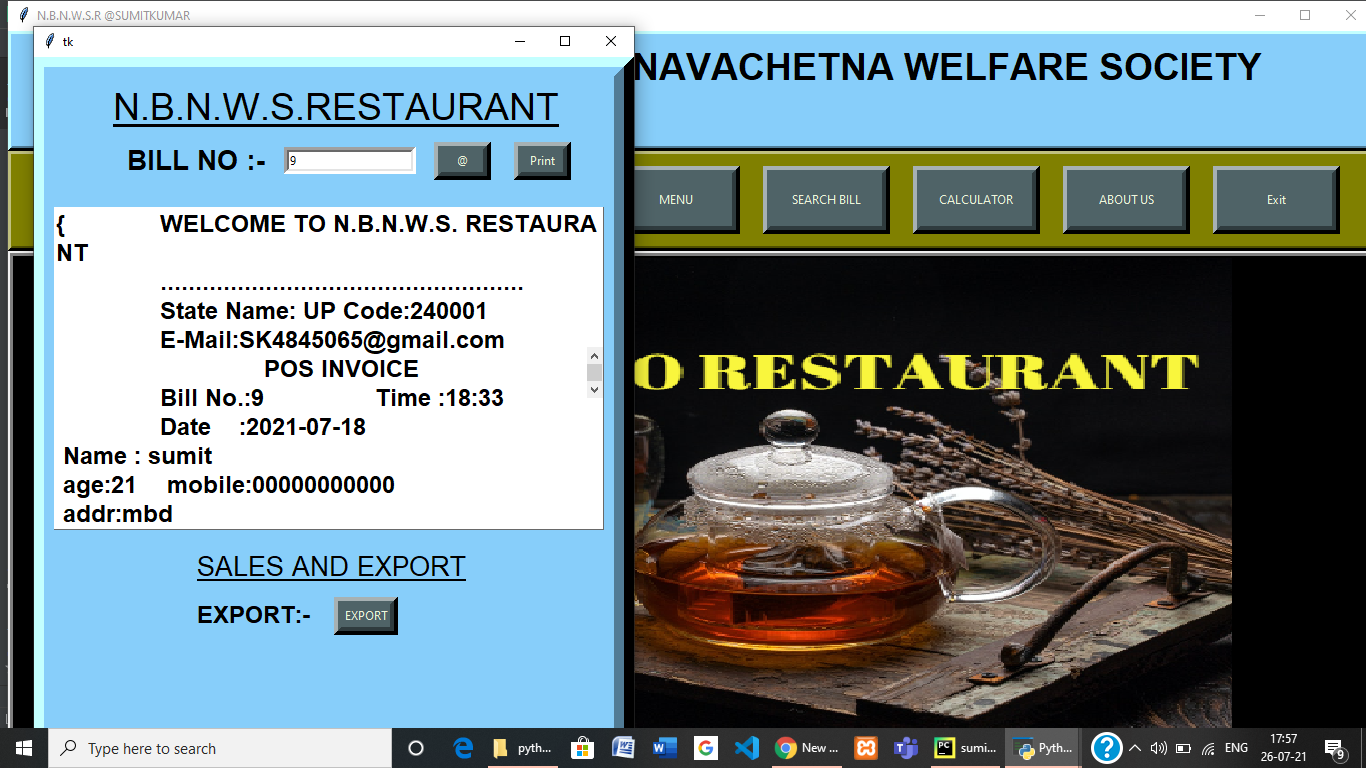 N.B.N.W.S.R @SUMITKUMAR
tk
NAVACHETNA WELFARE SOCIETY
N.B.N.W.S.RESTAURANT
BILL NO :- 9 @ Print
MENU SEARCH BILL CALCULATOR ABOUT US Exit
{ WELCOME TO N.B.N.W.S. RESTAURA
NT
....................................................
State Name: UP Code:240001
E-Mail:SK4845065@gmail.com
POS INVOICE
Bill No.:9 Time :18:33
Date :2021-07-18
Name : sumit
age:21 mobile:00000000000
addr:mbd
O RESTAURANT
SALES AND EXPORT
EXPORT:- EXPORT
Type here to search
pyth...
New ...
sumi...
Pyth...
ENG
17:57
26-07-21
9